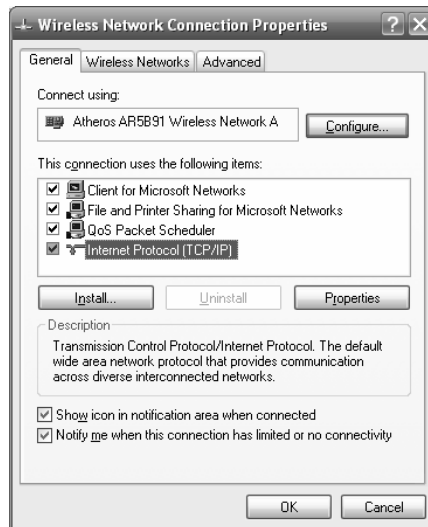 Wireless Network Connection Properties
General Wireless Networks Advanced
Connect using:
Atheros AR5B91 Wireless Network A
Configure...
This connection uses the following items:
Client for Microsoft Networks
File and Printer Sharing for Microsoft Networks
QoS Packet Scheduler
Internet Protocol (TCP/IP)
Install... Uninstall Properties
Description
Transmission Control Protocol/Internet Protocol. The default
wide area network protocol that provides communication
across diverse interconnected networks.
Show icon in notification area when connected
Notify me when this connection has limited or no connectivity
OK Cancel